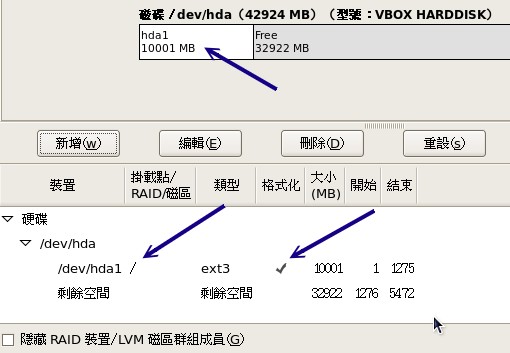 磁碟 /dev/hda（42924 MB）（型號：VBOX HARDDISK）
hda1 Free
10001 MB 32922 MB
新增(w) 編輯(E) 刪除(D) 重設(s)
裝置 掛載點/ RAID/磁區 類型 格式化 大小 (MB) 開始 結束
硬碟
/dev/hda
/dev/hda1 / ext3 10001 1 1275
剩餘空間 剩餘空間 32922 1276 5472
隱藏 RAID 裝置/LVM 磁區群組成員(G)